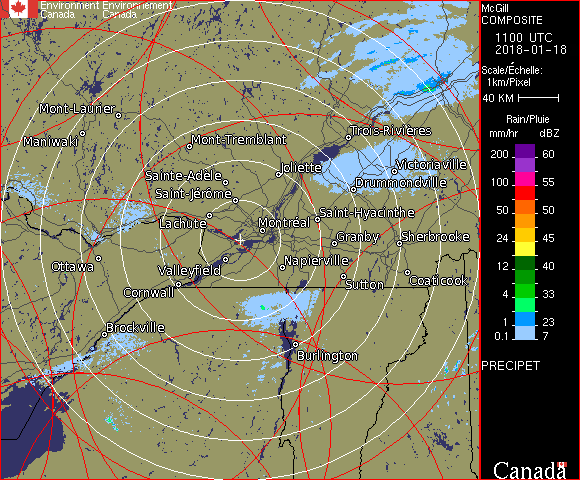 Environment Environnement
Canada Canada
McGill
COMPOSITE
1100 UTC
2018-01-18
Scale/Échelle:
1km/Pixel
40 KM
Rain/Pluie
mm/hr dBZ
200 60
100 55
50 50
24 45
12 40
4 33
1 23
0.1 7
PRECIPET
Mont-Laurier
Maniwaki
Mont-Tremblant
Trois-Rivières
Joliette
Victoriaville
Sainte-Adèle
Drummondville
Saint-Jérôme
Lachute
Saint-Hyacinthe
Montréal
Granby
Sherbrooke
Ottawa
Valleyfield
Napierville
Cornwall
Sutton
Coaticook
Brockville
Burlington
Canada